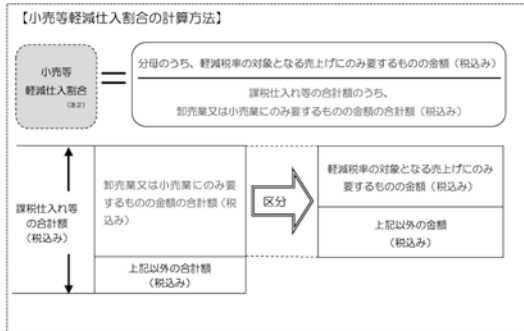 【小売等軽減仕入割合の計算方法】
小売等
軽減仕入割合
（注2）
＝
分母のうち、軽減税率の対象となる売上げにのみ要するものの金額（税込み）
課税仕入れ等の合計額のうち、
卸売業又は小売業にのみ要するものの金額の合計額（税込み）
課税仕入れ等
の合計額
（税込み）
卸売業又は小売業にのみ要
するものの金額の合計額（税
込み）
上記以外の合計額
（税込み）
区分
軽減税率の対象となる売上げにのみ
要するものの金額（税込み）
上記以外の金額
（税込み）